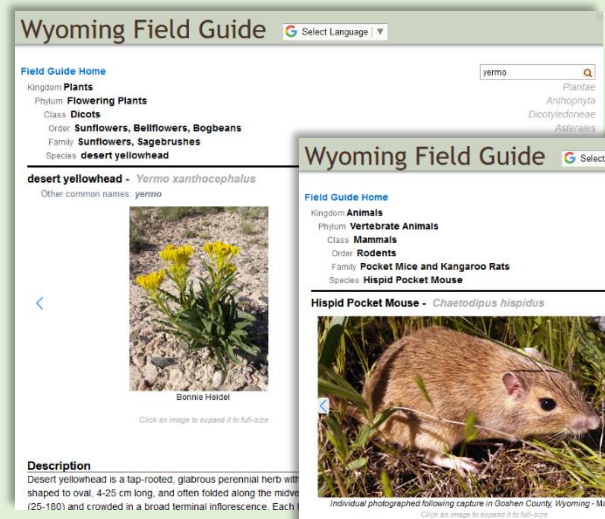 Wyoming Field Guide
Select Language ▼
Field Guide Home
yermo
Kingdom Plants
Plantae
Phylum Flowering Plants
Anthophyta
Class Dicots
Dicotyledoneae
Order Sunflowers, Bellflowers, Bogbeans
Asterales
Family Sunflowers, Sagebrushes
Species desert yellowhead
desert yellowhead - Yermo xanthocephalus
Other common names: yermo
Bonnie Heidel
Click an image to expand it to full-size
Description
Desert yellowhead is a tap-rooted, glabrous perennial herb with
shaped to oval, 4-25 cm long, and often folded along the midve
(25-180) and crowded in a broad terminal inflorescence. Each
Wyoming Field Guide
Select
Field Guide Home
Kingdom Animals
Phylum Vertebrate Animals
Class Mammals
Order Rodents
Family Pocket Mice and Kangaroo Rats
Species Hispid Pocket Mouse
Hispid Pocket Mouse - Chaetodipus hispidus
Individual photographed following capture in Goshen County, Wyoming - Ma
Click an image to expand it to full-size